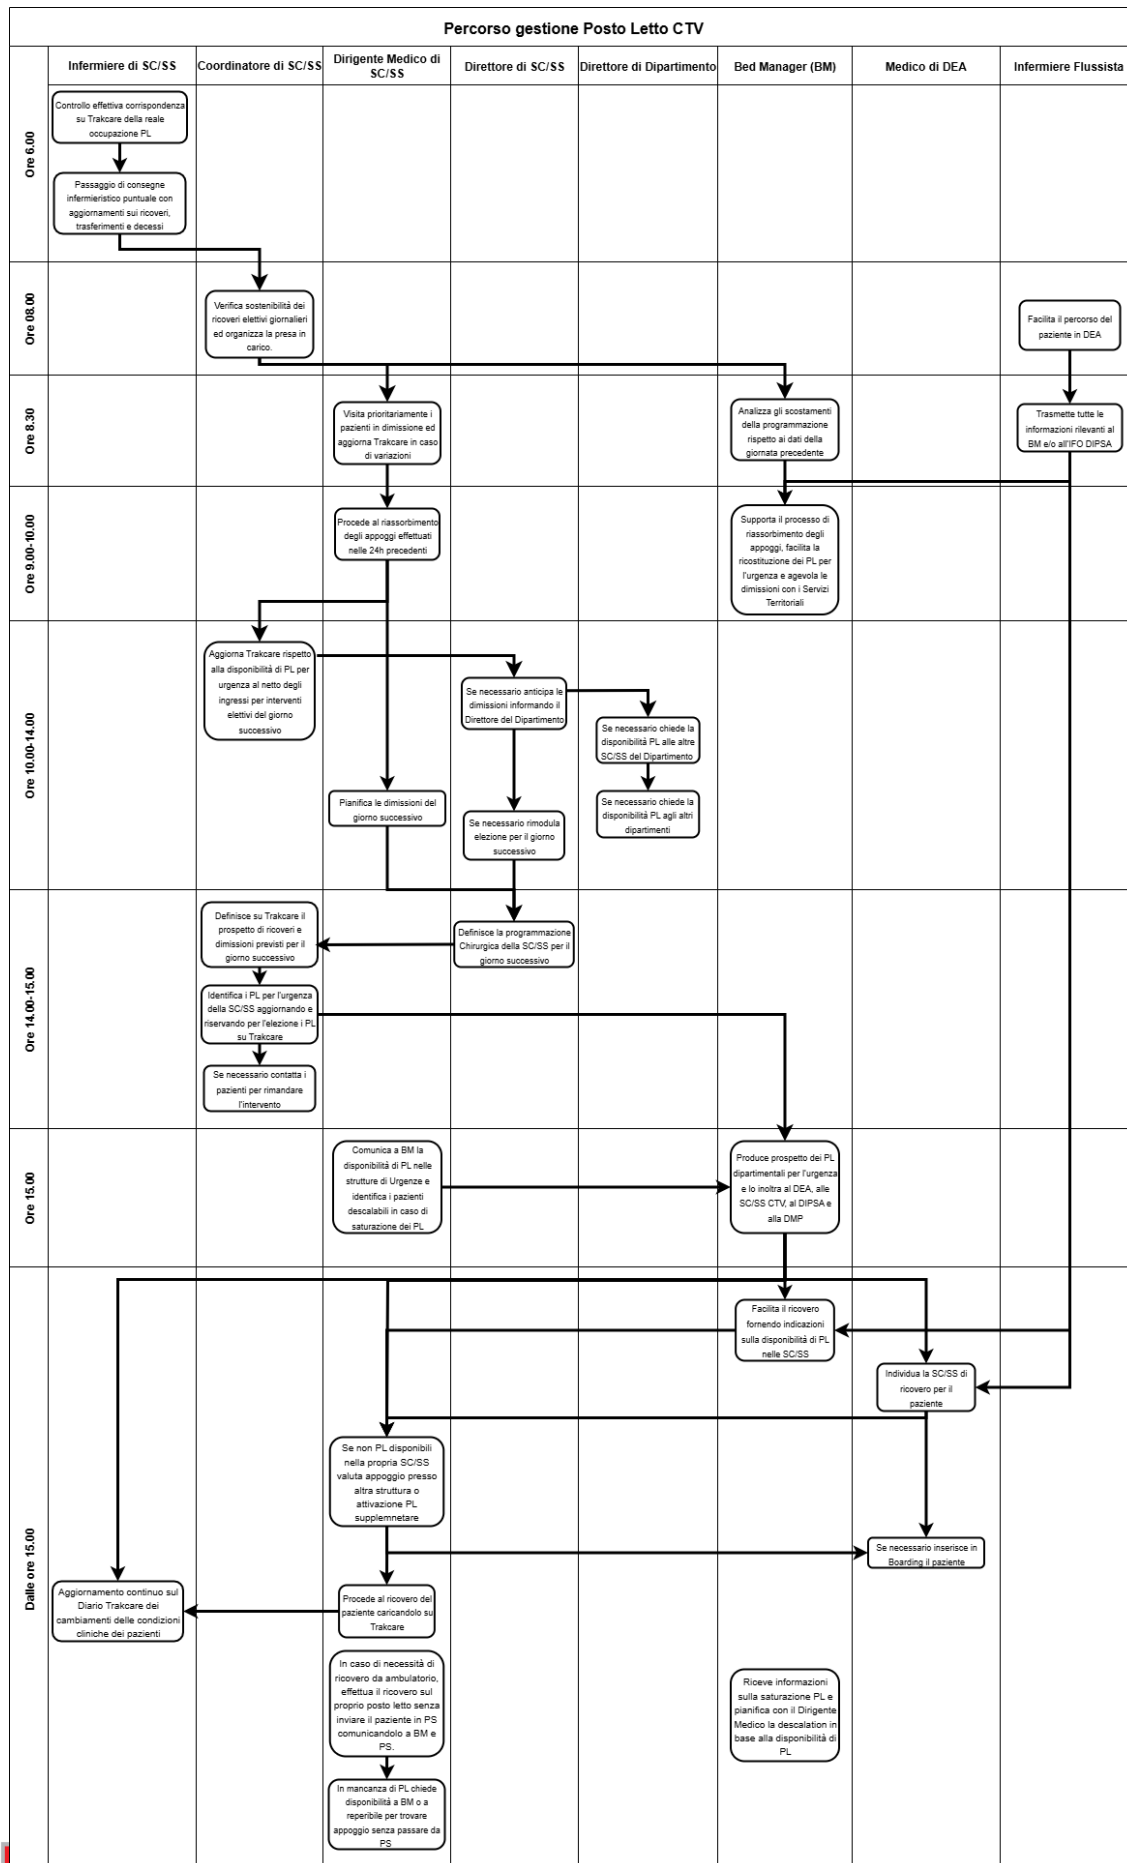 Percorso gestione Posto Letto CTV
Infermiere di SC/SS
Coordinatore di SC/SS
Dirigente Medico di
SC/SS
Direttore di SC/SS
Direttore di Dipartimento
Bed Manager (BM)
Medico di DEA
Infermiere Flussista
Ore 6.00
Controllo effettiva corrispondenza
su Trakcare della reale
occupazione PL
Passaggio di consegne
infermieristico puntuale con
aggiornamenti sui ricoveri,
trasferimenti e decessi
Ore 08.00
Verifica sostenibilità dei
ricoveri elettivi giornalieri
ed organizza la presa in
carico.
Facilita il percorso del
paziente in DEA
Ore 8.30
Visita prioritariamente i
pazienti in dimissione ed
aggiorna Trakcare in caso
di variazioni
Analizza gli scostamenti
della programmazione
rispetto ai dati della
giornata precedente
Trasmette tutte le
informazioni rilevanti al
BM e/o all'IFO DIPSA
Ore 9.00-10.00
Procede al riassorbimento
degli appoggi effettuati
nelle 24h precedenti
Supporta il processo di
riassorbimento degli
appoggi, facilita la
ricostituzione dei PL per
l'urgenza e agevola le
dimissioni con i Servizi
Territoriali
Ore 10.00-14.00
Aggiorna Trakcare rispetto
alla disponibilità di PL per
urgenza al netto degli
ingressi per interventi
elettivi del giorno
successivo
Se necessario anticipa le
dimissioni informando il
Direttore del Dipartimento
Se necessario chiede la
disponibilità PL alle altre
SC/SS del Dipartimento
Pianifica le dimissioni del
giorno successivo
Se necessario rimodula
elezione per il giorno
successivo
Se necessario chiede la
disponibilità PL agli altri
dipartimenti
Ore 14.00-15.00
Definisce su Trakcare il
prospetto di ricoveri e
dimissioni previsti per il
giorno successivo
Definisce la programmazione
Chirurgica della SC/SS per il
giorno successivo
Identifica i PL per l'urgenza
della SC/SS aggiornando e
riservando per l'elezione i PL
su Trakcare
Se necessario contatta i
pazienti per rimandare
l'intervento
Ore 15.00
Comunica a BM la
disponibilità di PL nelle
strutture di Urgenze e
identifica i pazienti
descalabili in caso di
saturazione dei PL
Produce prospetto dei PL
dipartimentali per l'urgenza
e lo inoltra al DEA, alle
SC/SS CTV, al DIPSA e
alla DMP
Dalle ore 15.00
Facilita il ricovero
fornendo indicazioni
sulla disponibilità di PL
nelle SC/SS
Individua la SC/SS di
ricovero per il
paziente
Se non PL disponibili
nella propria SC/SS
valuta appoggio presso
altra struttura o
attivazione PL
supplemnetare
Se necessario inserisce in
Boarding il paziente
Aggiornamento continuo sul
Diario Trakcare dei
cambiamenti delle condizioni
cliniche dei pazienti
Procede al ricovero del
paziente caricandolo su
Trakcare
In caso di necessità di
ricovero da ambulatorio,
effettua il ricovero sul
proprio posto letto senza
inviare il paziente in PS
comunicandolo a BM e
PS.
Riceve informazioni
sulla saturazione PL e
pianifica con il Dirigente
Medico la descalation in
base alla disponibilità di
PL
In mancanza di PL chiede
disponibilità a BM o a
reperibile per trovare
appoggio senza passare da
PS